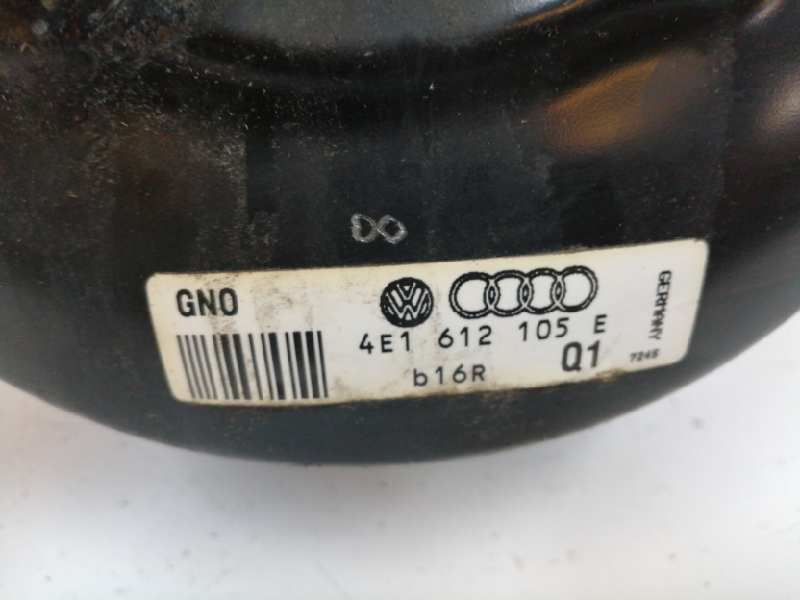 GNO
4E1 612 105 E
b16R Q1
GERMANY
7245